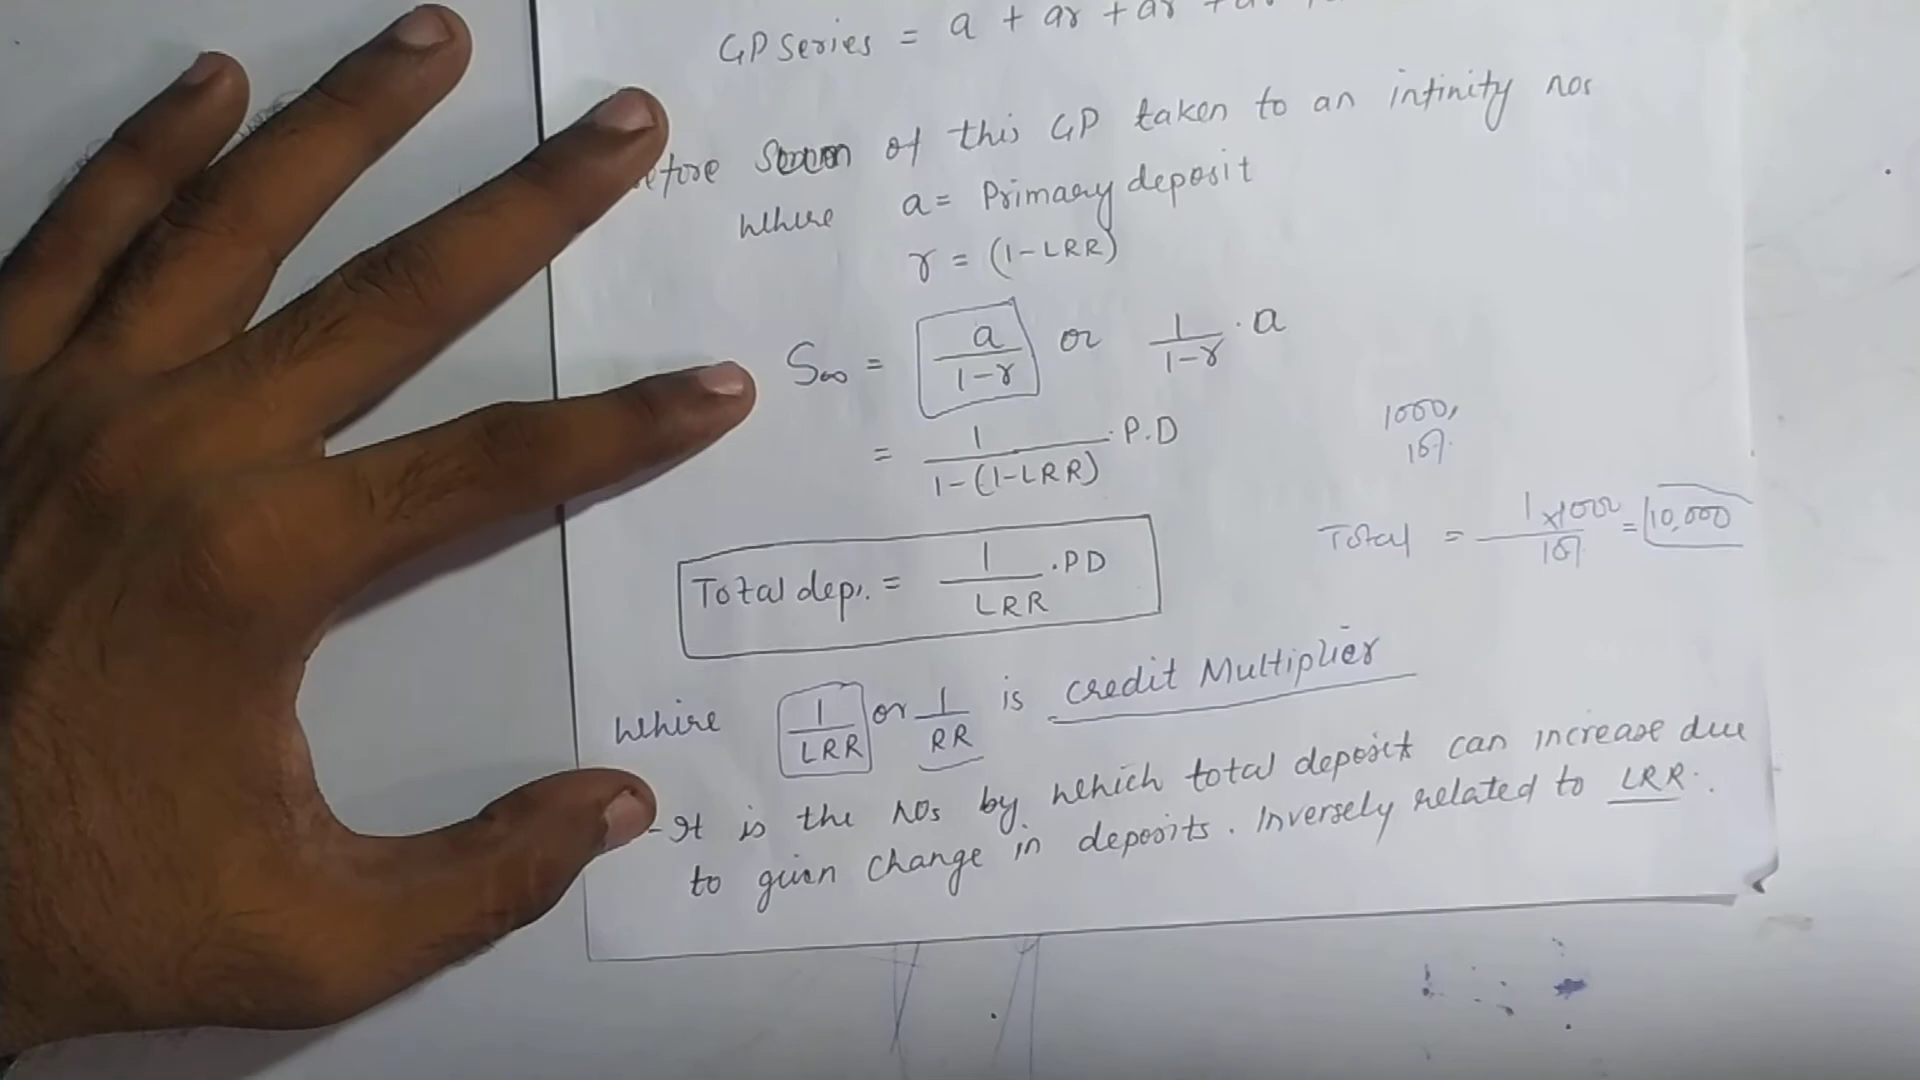 GP Series = a + ar + ar +
of this GP taken to an infinity nos
Where a = Primary deposit
r = (1-LRR)
S∞ = a/1-r or 1/1-r . a
= 1/1-(1-LRR) . P.D
1000,
10%.
Total = 1x1000/10% = 10,000
Total dep. = 1/LRR . PD
Where 1/LRR or 1/RR is credit Multiplier
- It is the NOs by which total deposit can increase due
to given change in deposits. Inversely related to LRR.